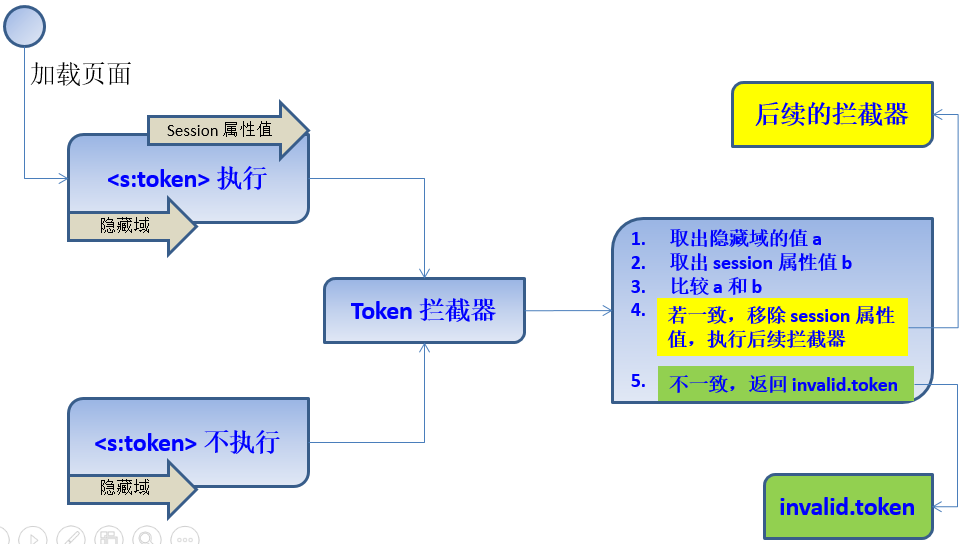 加载页面
Session 属性值
<s:token> 执行
隐藏域
Token 拦截器
<s:token> 不执行
隐藏域
后续的拦截器
1. 取出隐藏域的值 a
2. 取出 session 属性值 b
3. 比较 a 和 b
4. 若一致，移除 session 属性
值，执行后续拦截器
5. 不一致，返回 invalid.token
invalid.token